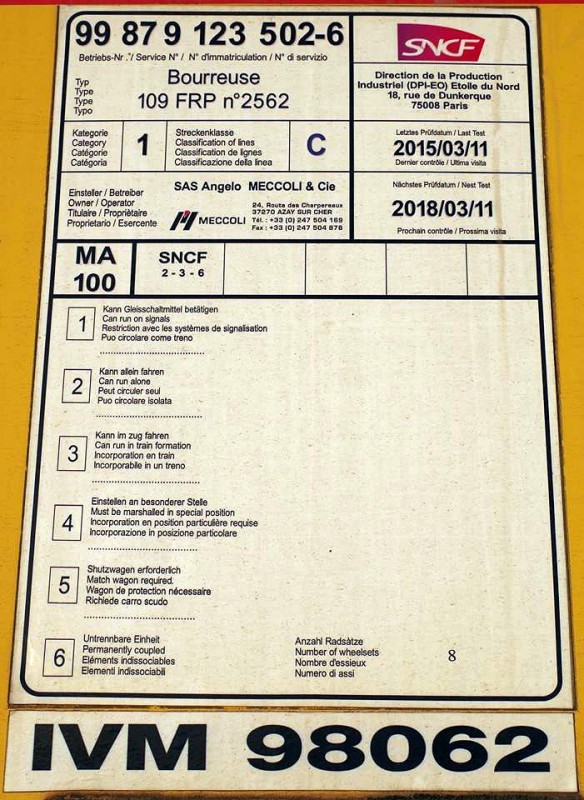 99 87 9 123 502-6
Betriebs-Nr ./ Service N° / N° d'immatriculation / N° di servizio
SNCF
Direction de la Production
Industriel (DPI-EO) Etoile du Nord
18, rue de Dunkerque
75008 Paris
Typ
Type
Type
Typo
Bourreuse
109 FRP n°2562
Kategorie
Category
Catégorie
Catégoria
1
Streckenklasse
Classification of lines
Classification de lignes
Classificazione della linea
C
Letztes Prüfdatum / Last Test
2015/03/11
Dernier contrôle / Ultima visita
Einsteller / Betreiber
Owner / Operator
Titulaire / Propriètaire
Proprietario / Esercente
SAS Angelo MECCOLI & Cie
MECCOLI
24, Route des Charpereaux
37270 AZAY SUR CHER
Tél. : +33 (0) 247 504 169
Fax : +33 (0) 247 504 876
Nächstes Prüfdatum / Nest Test
2018/03/11
Prochain contrôle / Prossima visita
MA
100
SNCF
2 - 3 - 6
1
Kann Gleisschaltmittel betätigen
Can run on signals
Restriction avec les systèmes de signalisation
Puo circolare come treno
2
Kann allein fahren
Can run alone
Peut circuler seul
Puo circolare isolata
3
Kann im zug fahren
Can run in train formation
Incorporation en train
Incorporabile in un treno
4
Einstellen an besonderer Stelle
Must be marshalled in special position
Incorporation en position particulière requise
Incorporazione in posizione particolare
5
Shutzwagen erforderlich
Match wagon required.
Wagon de protection nécessaire
Richiede carro scudo
6
Untrennbare Einheit
Permanently coupled
Eléments indissociables
Elementi indissociabili
Anzahl Radsàtze
Number of wheelsets
Nombre d'essieux
Numero di assi
8
IVM 98062